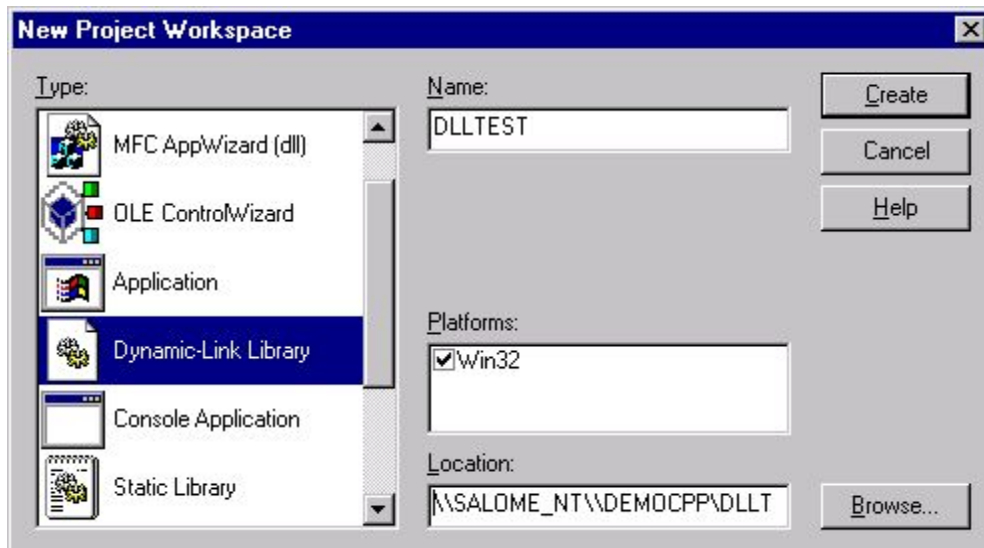 New Project Workspace
Type:
MFC AppWizard (dll)
OLE ControlWizard
Application
Dynamic-Link Library
Console Application
Static Library
Name:
DLLTEST
Platforms:
Win32
Location:
\\SALOME_NT\\DEMOCPP\DLLT
Create
Cancel
Help
Browse...